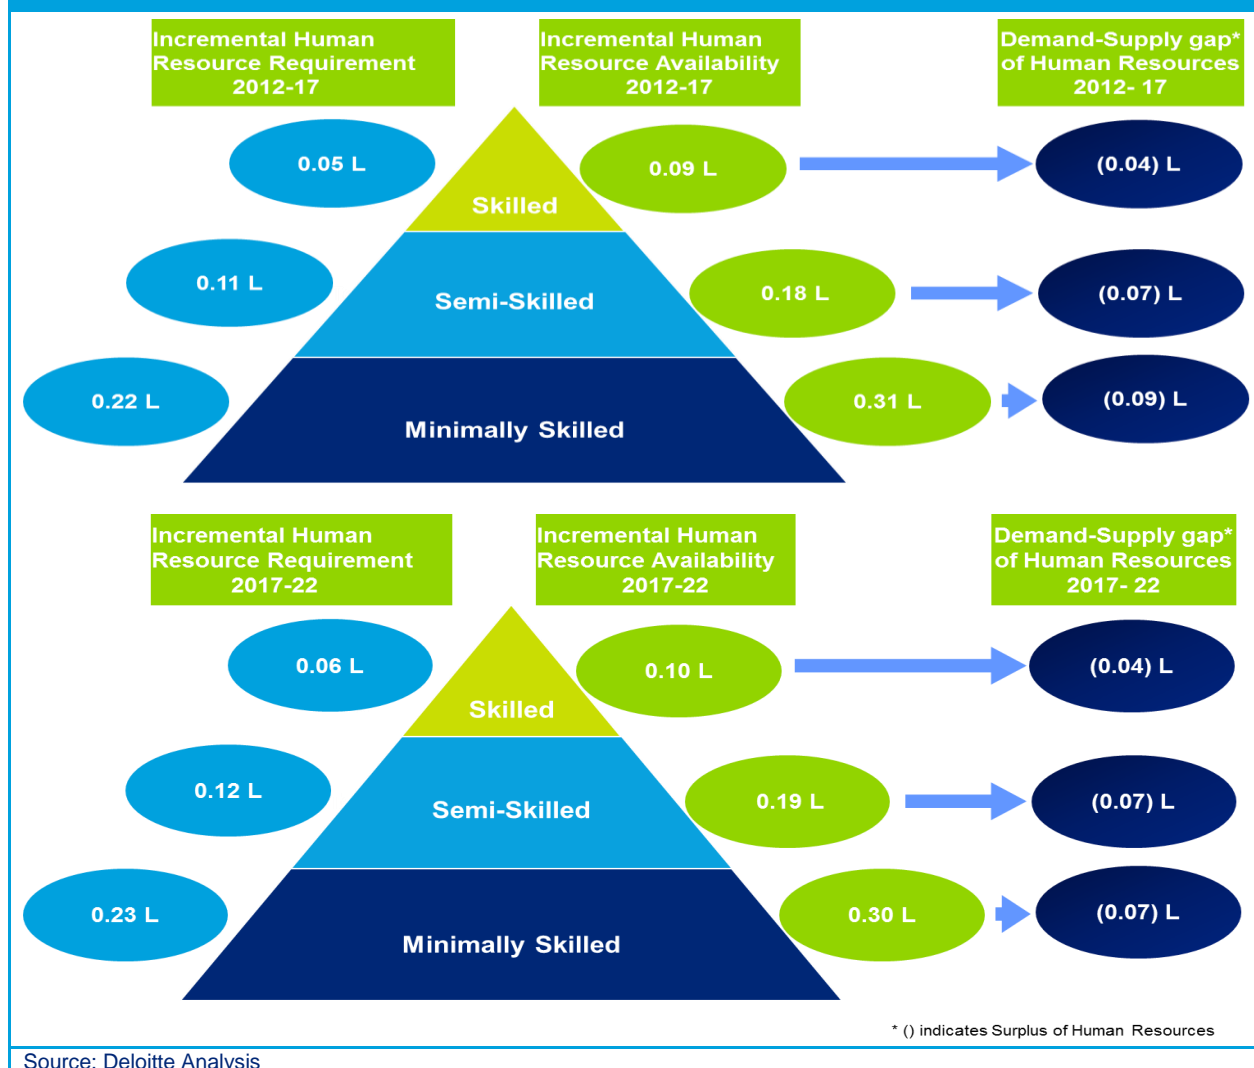 Incremental Human
Resource Requirement
2012-17
Incremental Human
Resource Availability
2012-17
Demand-Supply gap*
of Human Resources
2012- 17
0.05 L
Skilled
0.09 L
(0.04) L
0.11 L
Semi-Skilled
0.18 L
(0.07) L
0.22 L
Minimally Skilled
0.31 L
(0.09) L
Incremental Human
Resource Requirement
2017-22
Incremental Human
Resource Availability
2017-22
Demand-Supply gap*
of Human Resources
2017- 22
0.06 L
Skilled
0.10 L
(0.04) L
0.12 L
Semi-Skilled
0.19 L
(0.07) L
0.23 L
Minimally Skilled
0.30 L
(0.07) L
* () indicates Surplus of Human Resources
Source: Deloitte Analysis